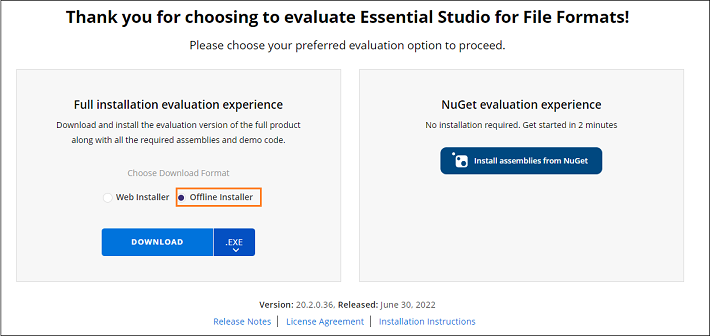 Thank you for choosing to evaluate Essential Studio for File Formats!
Please choose your preferred evaluation option to proceed.
Full installation evaluation experience
Download and install the evaluation version of the full product
along with all the required assemblies and demo code.
Choose Download Format
Web Installer
Offline Installer
DOWNLOAD
.EXE
NuGet evaluation experience
No installation required. Get started in 2 minutes
Install assemblies from NuGet
Version: 20.2.0.36, Released: June 30, 2022
Release Notes | License Agreement | Installation Instructions